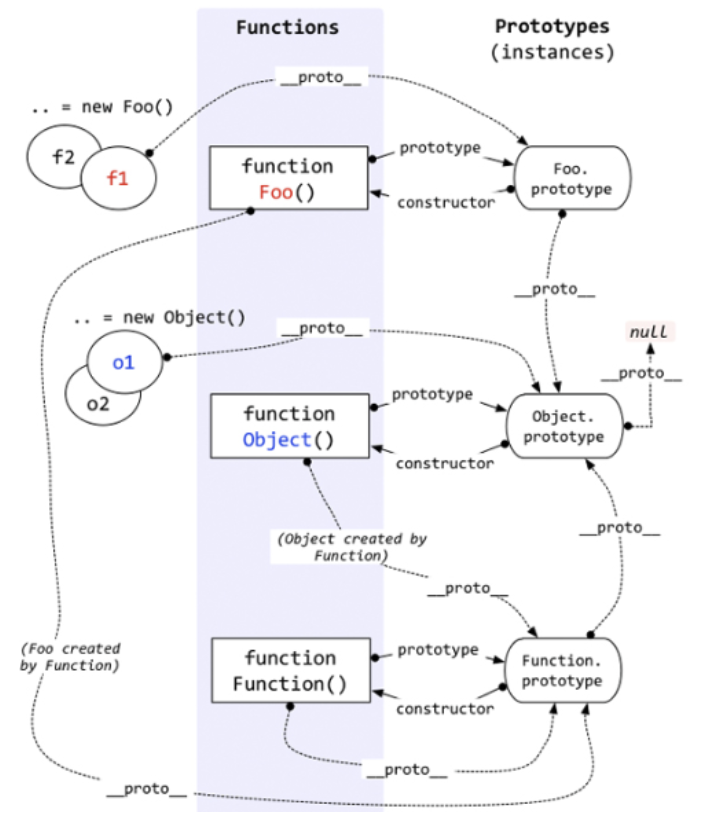 Functions
Prototypes
(instances)
__proto__
.. = new Foo()
f2
f1
function
Foo()
prototype
constructor
Foo.
prototype
__proto__
.. = new Object()
__proto__
null
__proto__
o1
o2
function
Object()
prototype
constructor
Object.
prototype
(Object created by
Function)
__proto__
__proto__
(Foo created
by Function)
function
Function()
prototype
constructor
Function.
prototype
__proto__
__proto__